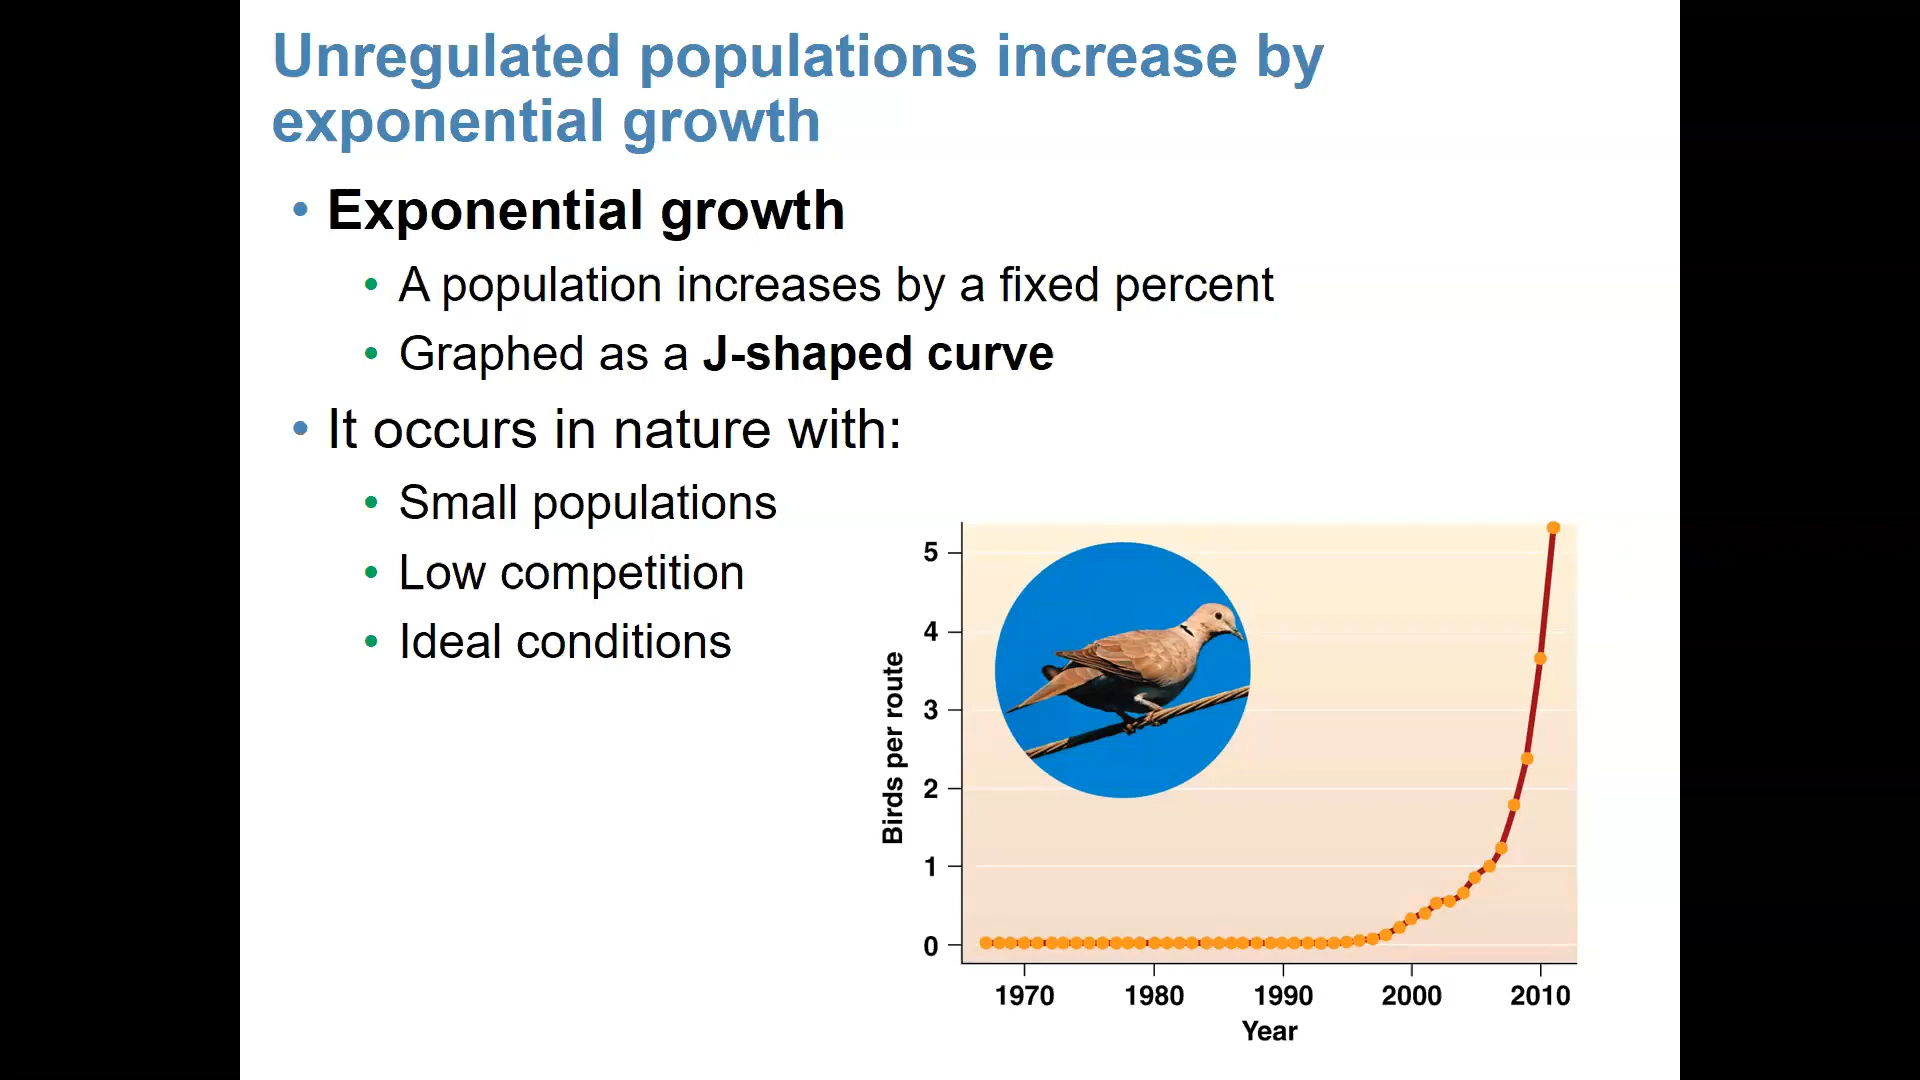 Unregulated populations increase by
exponential growth
• Exponential growth
• A population increases by a fixed percent
• Graphed as a J-shaped curve
• It occurs in nature with:
• Small populations
• Low competition
• Ideal conditions
Birds per route
5
4
3
2
1
0
1970 1980 1990 2000 2010
Year